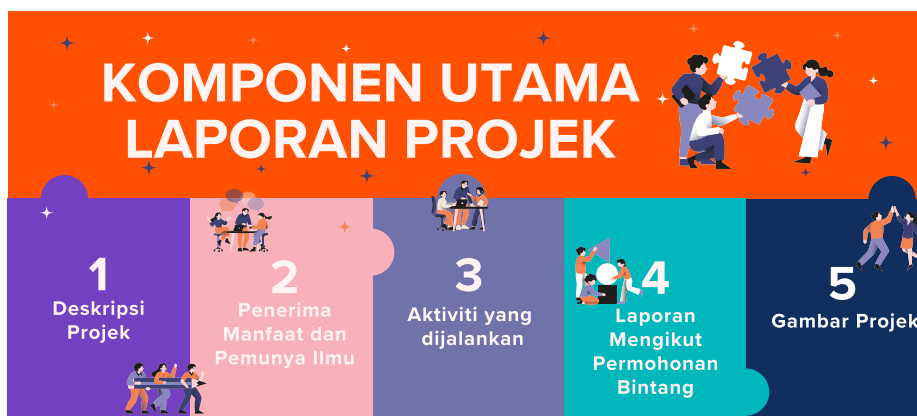 KOMPONEN UTAMA
LAPORAN PROJEK
1
Deskripsi
Projek
2
Penerima
Manfaat dan
Pemunya Ilmu
3
Aktiviti yang
dijalankan
4
Laporan
Mengikut
Permohonan
Bintang
5
Gambar Projek